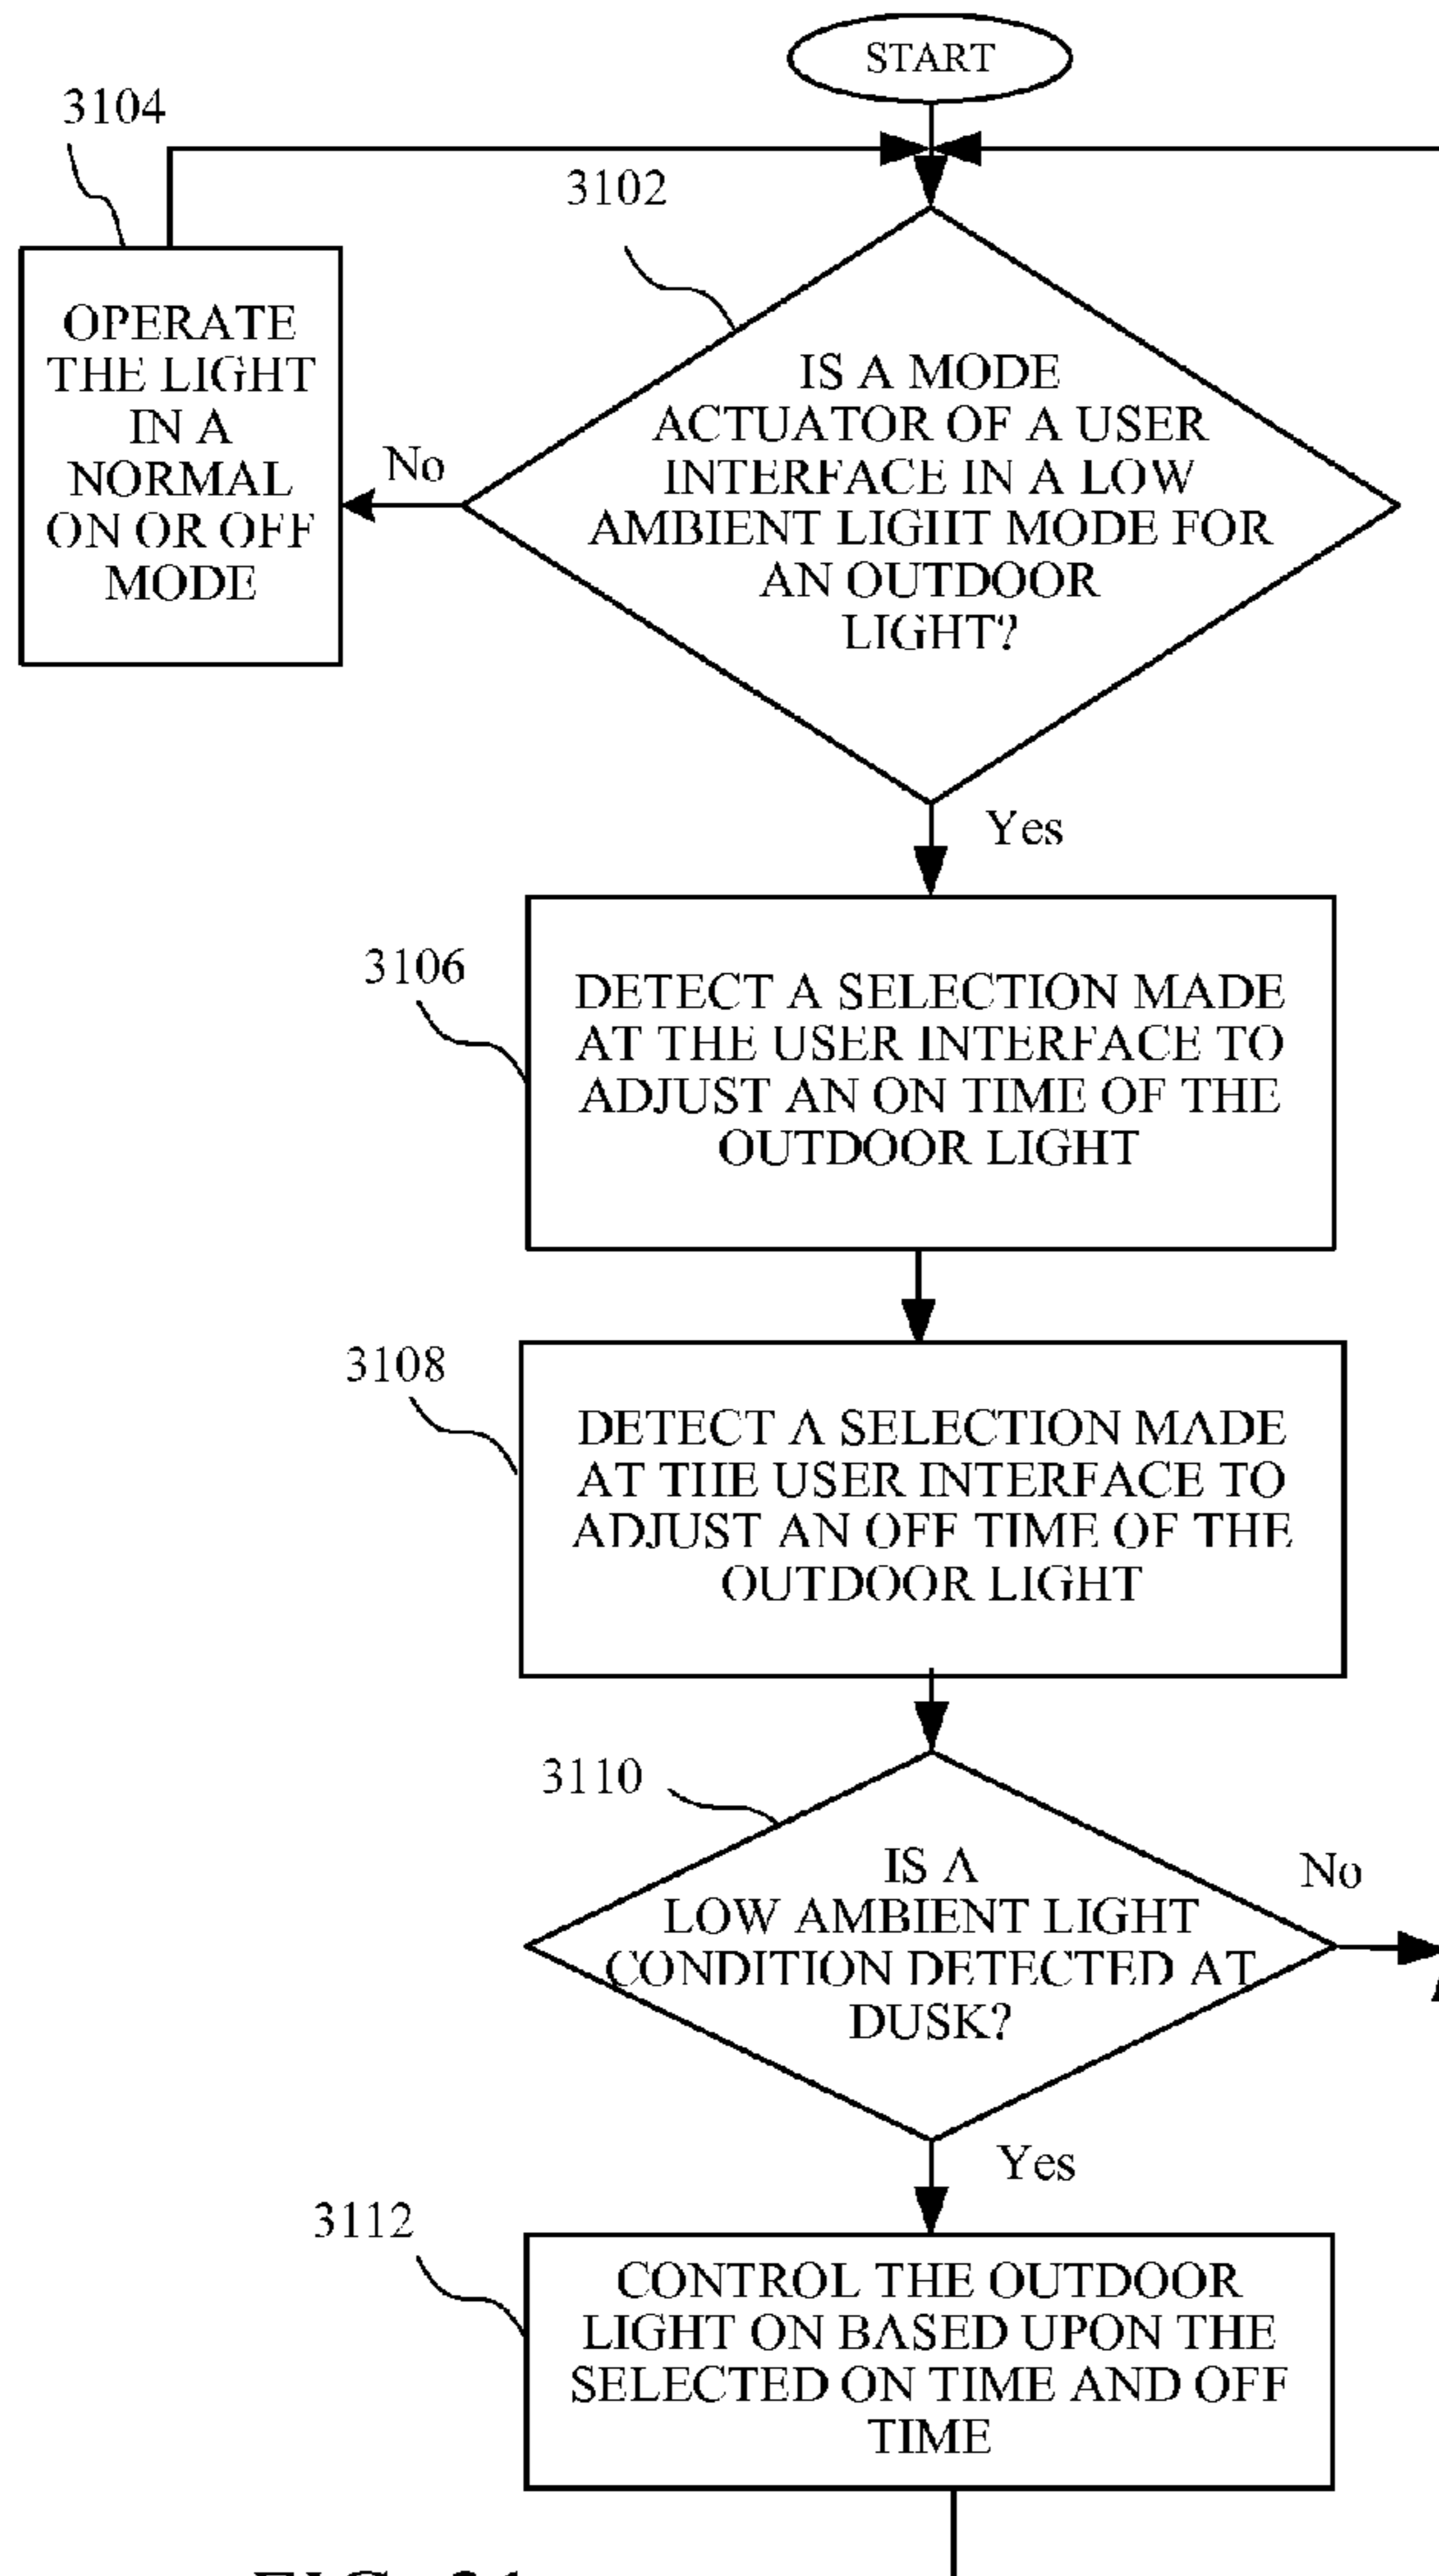 START
3104
3102
OPERATE
THE LIGHT
IN A
NORMAL
ON OR OFF
MODE
No
IS A MODE
ACTUATOR OF A USER
INTERFACE IN A LOW
AMBIENT LIGHT MODE FOR
AN OUTDOOR
LIGHT?
Yes
3106
DETECT A SELECTION MADE
AT THE USER INTERFACE TO
ADJUST AN ON TIME OF THE
OUTDOOR LIGHT
3108
DETECT A SELECTION MADE
AT THE USER INTERFACE TO
ADJUST AN OFF TIME OF THE
OUTDOOR LIGHT
3110
IS A
LOW AMBIENT LIGHT
CONDITION DETECTED AT
DUSK?
No
Yes
3112
CONTROL THE OUTDOOR
LIGHT ON BASED UPON THE
SELECTED ON TIME AND OFF
TIME